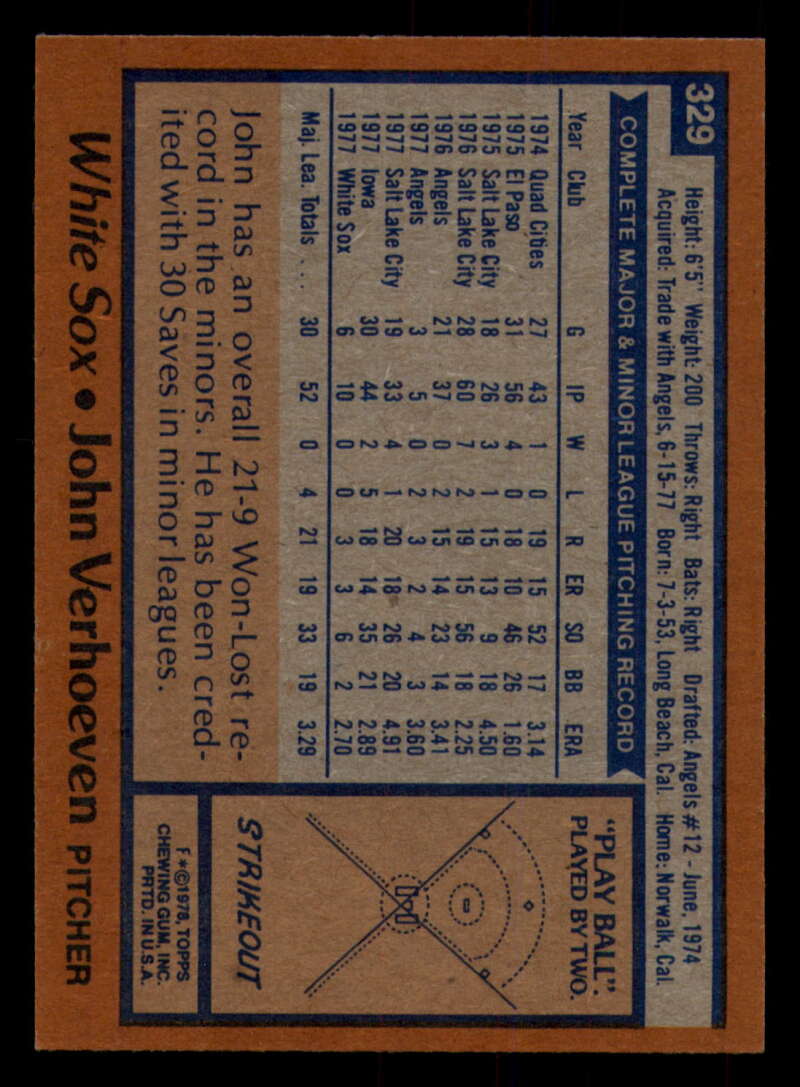 329
Height: 6'5" Weight: 200 Throws: Right Bats: Right Drafted: Angels #12 - June, 1974
Acquired: Trade with Angels, 6-15-77 Born: 7-3-53, Long Beach, Cal. Home: Norwalk, Cal.
COMPLETE MAJOR & MINOR LEAGUE PITCHING RECORD
Year Club G IP W L R ER SO BB ERA
1974 Quad Cities 27 43 1 0 19 15 52 17 3.14
1975 El Paso 31 56 4 0 18 10 46 26 1.60
1975 Salt Lake City 18 26 3 1 15 13 9 18 4.50
1976 Salt Lake City 28 60 7 2 19 15 56 18 2.25
1976 Angels 21 37 0 2 15 14 23 14 3.41
1977 Angels 3 5 0 2 3 2 4 3 3.60
1977 Salt Lake City 19 33 4 1 20 18 26 20 4.91
1977 Iowa 30 44 2 5 18 14 35 21 2.89
1977 White Sox 6 10 0 0 3 3 6 2 2.70
Maj. Lea. Totals . . . 30 52 0 4 21 19 33 19 3.29
John has an overall 21-9 Won-Lost re-
cord in the minors. He has been cred-
ited with 30 Saves in minor leagues.
"PLAY BALL".
PLAYED BY TWO.
STRIKEOUT
F*©1978, TOPPS
CHEWING GUM, INC.
PRTD. IN U.S.A.
White Sox • John Verhoeven PITCHER